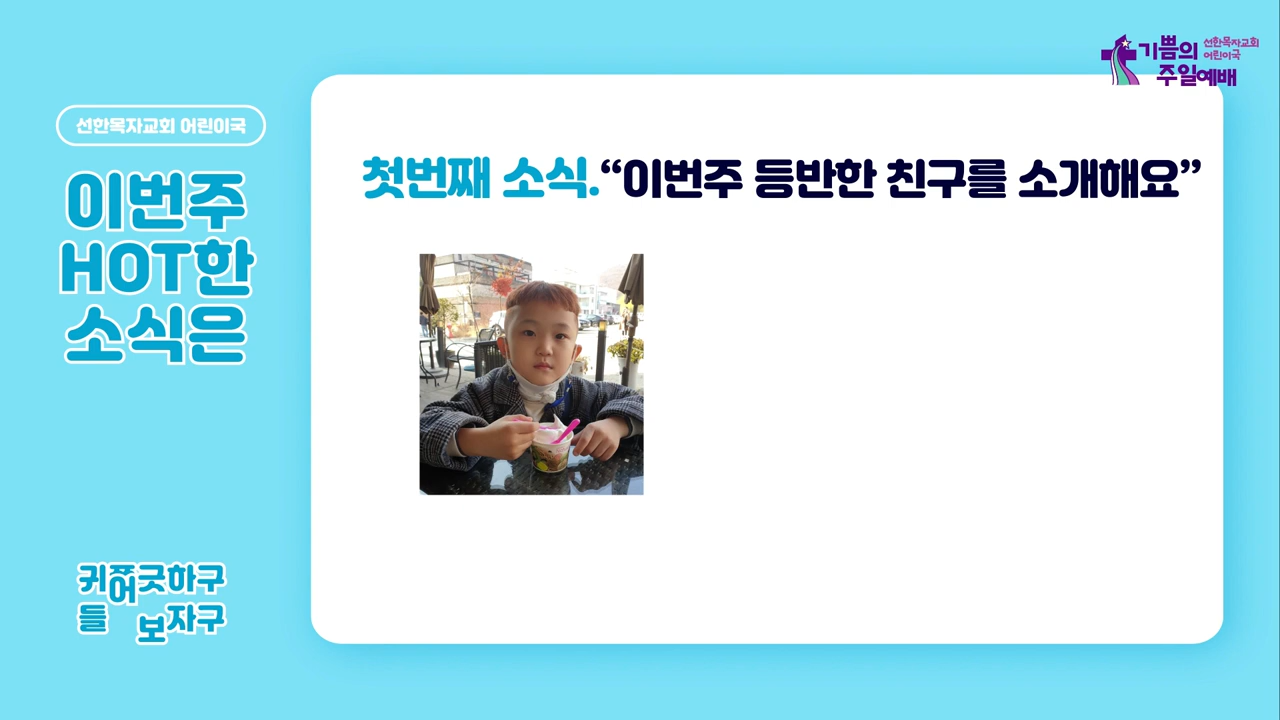 기쁨의 선한목자교회
어린이국
주일예배
선한목자교회 어린이국
이번주
HOT한
소식은
첫번째 소식.“이번주 등반한 친구를 소개해요”
귀쫑긋하구
들어보자구